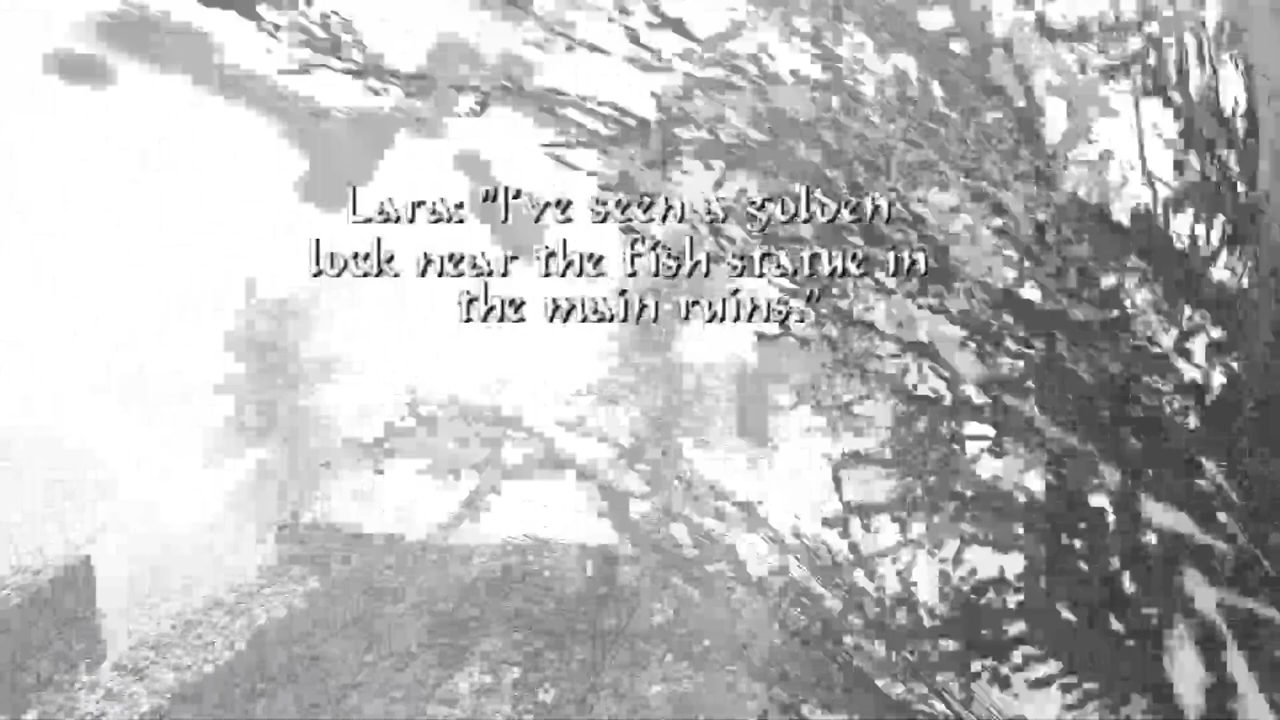 Lara: "I've seen a golden
lock near the fish statue in
the main ruins."